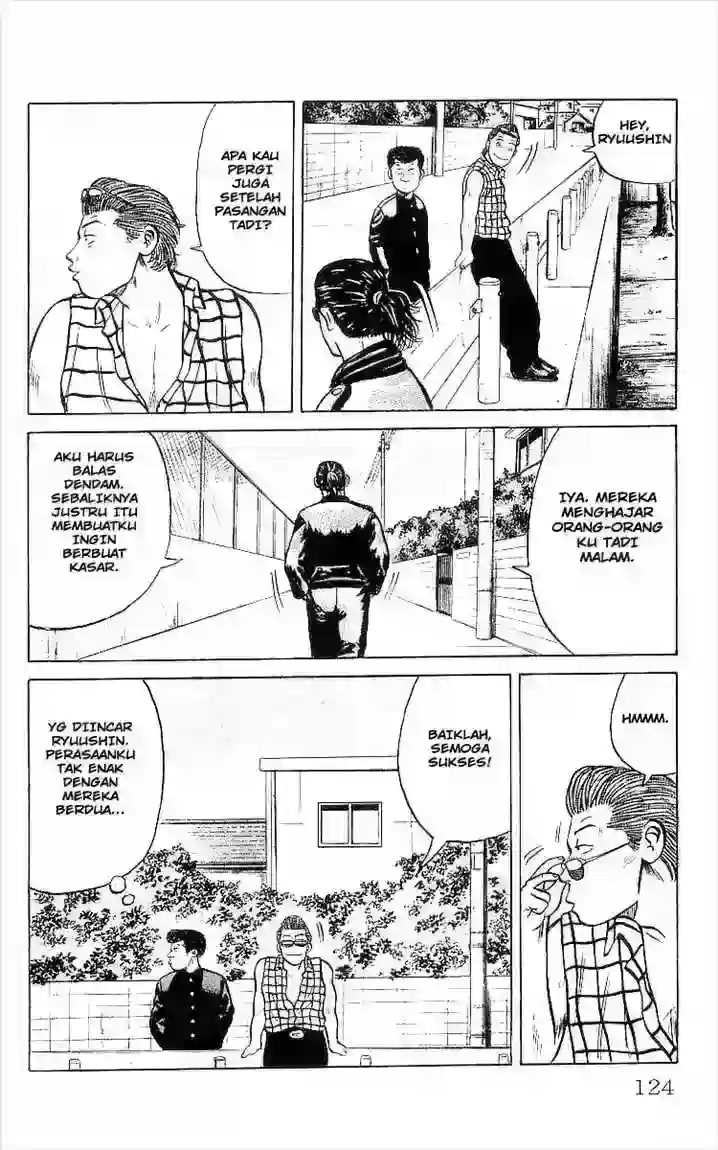 HEY,
RYUUSHIN
APA KAU
PERGI
JUGA
SETELAH
PASANGAN
TADI?
IYA. MEREKA
MENGHAJAR
ORANG-ORANG
KU TADI
MALAM.
AKU HARUS
BALAS
DENDAM.
SEBALIKNYA
JUSTRU ITU
MEMBUATKU
INGIN
BERBUAT
KASAR.
HMMM.
BAIKLAH,
SEMOGA
SUKSES!
YG DIINCAR
RYUUSHIN.
PERASAANKU
TAK ENAK
DENGAN
MEREKA
BERDUA...
124